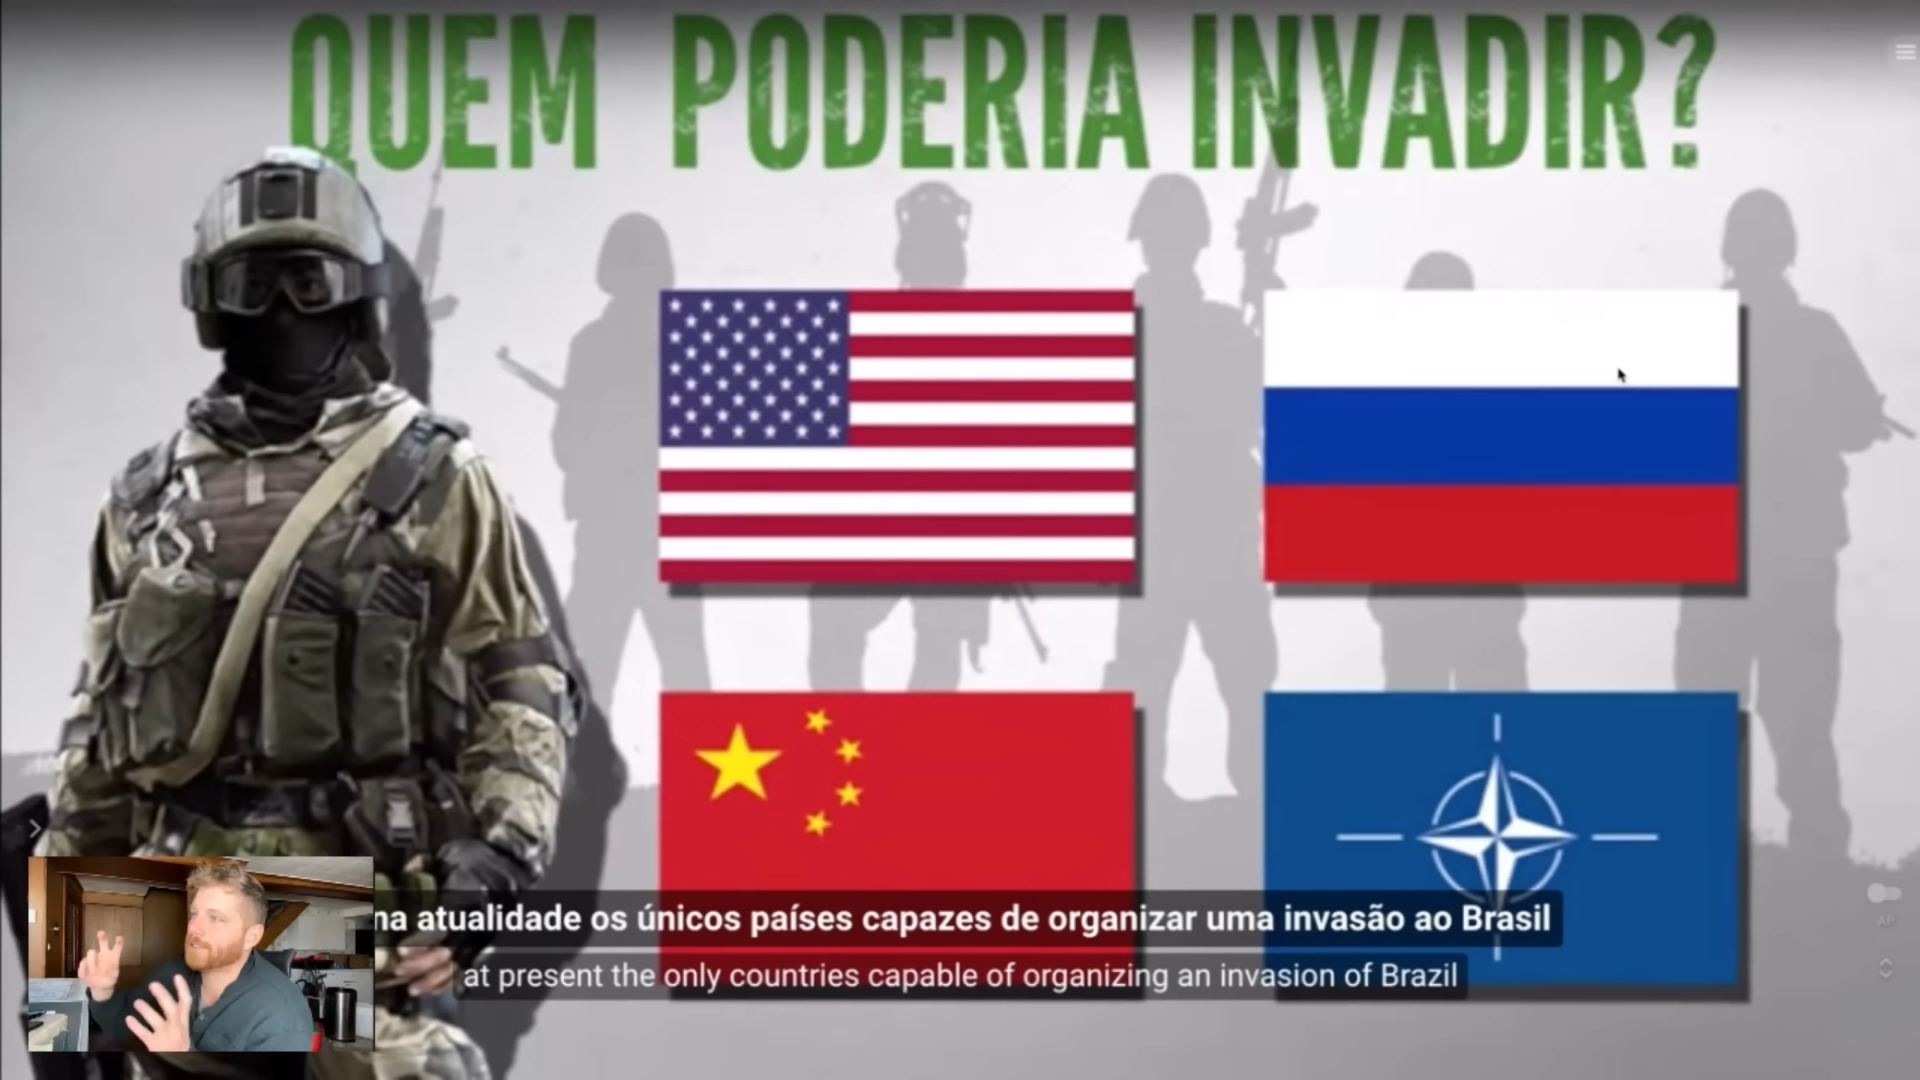 QUEM PODERIA INVADIR?
na atualidade os únicos países capazes de organizar uma invasão ao Brasil
at present the only countries capable of organizing an invasion of Brazil
AP